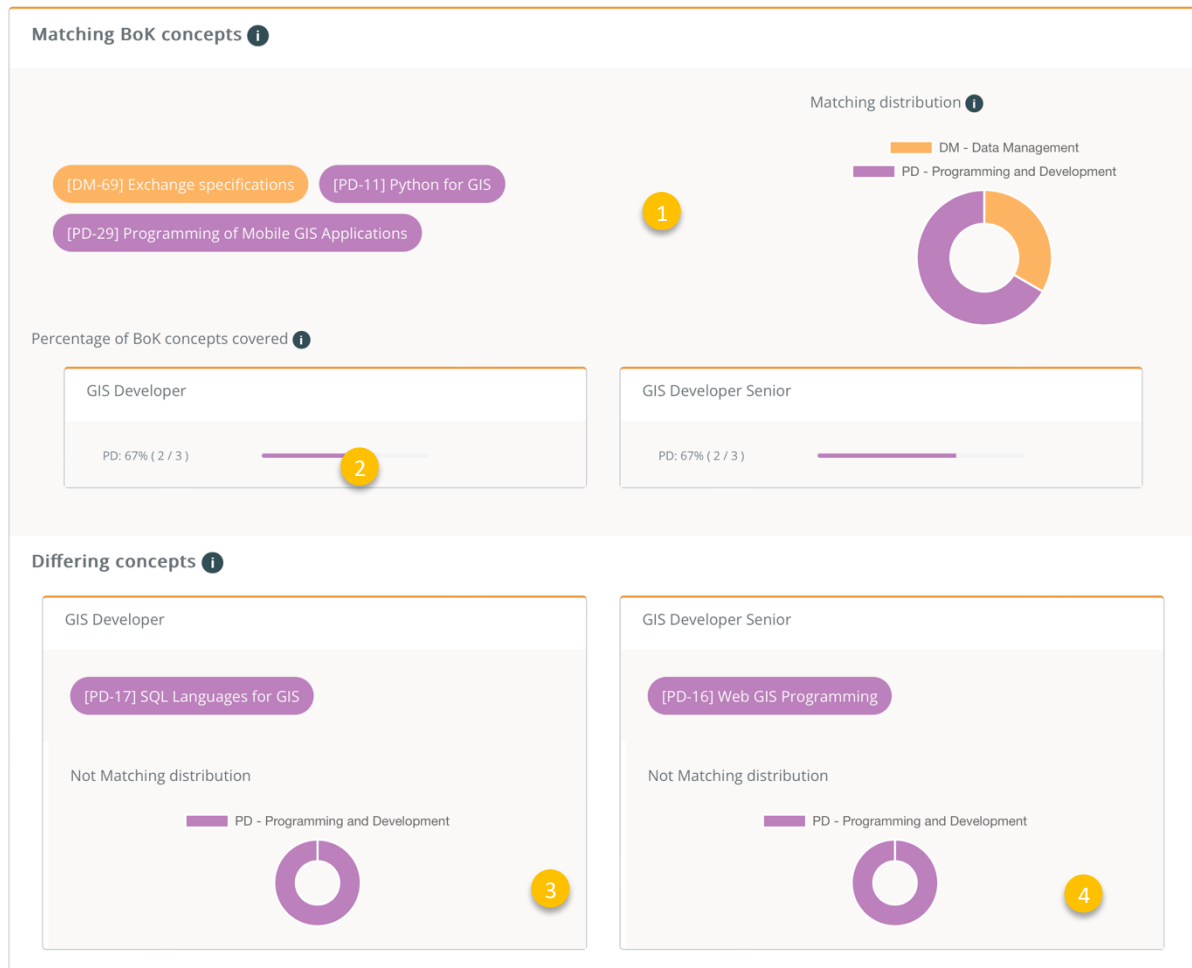 Matching BoK concepts i
Matching distribution i
DM - Data Management
PD - Programming and Development
[DM-69] Exchange specifications [PD-11] Python for GIS
[PD-29] Programming of Mobile GIS Applications
1
Percentage of BoK concepts covered i
GIS Developer
PD: 67% ( 2 / 3 )
2
GIS Developer Senior
PD: 67% ( 2 / 3 )
Differing concepts i
GIS Developer
[PD-17] SQL Languages for GIS
Not Matching distribution
PD - Programming and Development
3
GIS Developer Senior
[PD-16] Web GIS Programming
Not Matching distribution
PD - Programming and Development
4